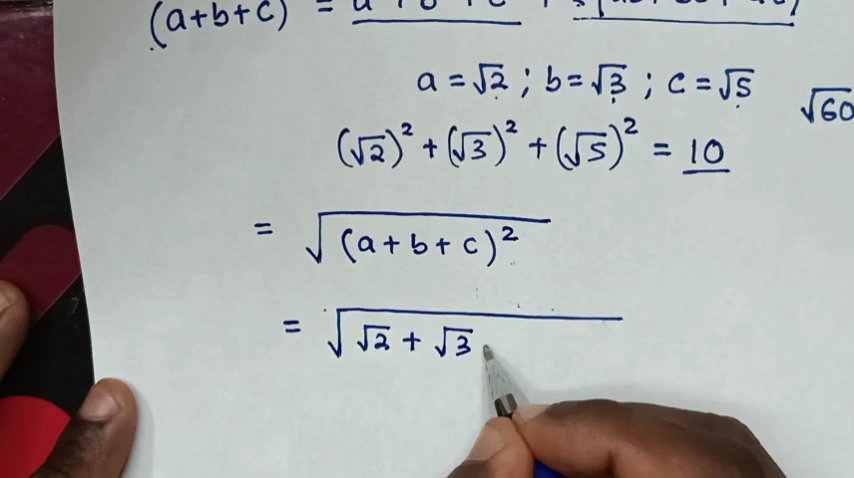 (a+b+c) =
a = √2 ; b = √3 ; c = √5
√60
(√2)² + (√3)² + (√5)² = 10
= √(a + b + c)²
= √√2 + √3